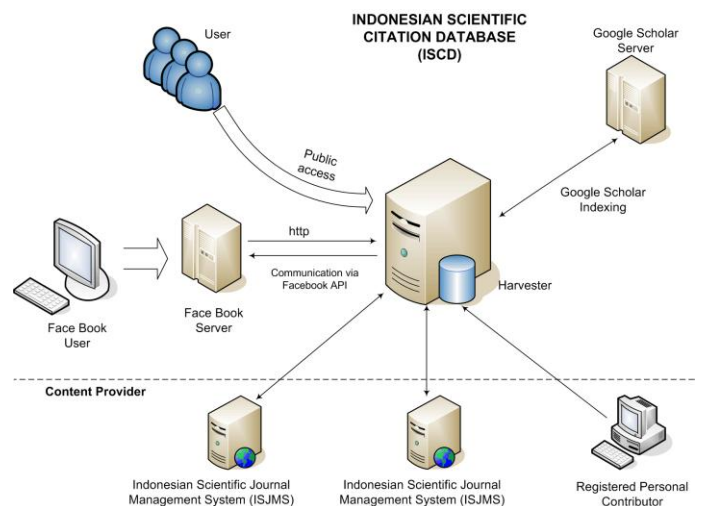 INDONESIAN SCIENTIFIC
CITATION DATABASE
(ISCD)
User
Google Scholar
Server
Public
access
Google Scholar
Indexing
http
Communication via
Facebook API
Harvester
Face Book
User
Face Book
Server
Content Provider
Indonesian Scientific Journal
Management System (ISJMS)
Indonesian Scientific Journal
Management System (ISJMS)
Registered Personal
Contributor